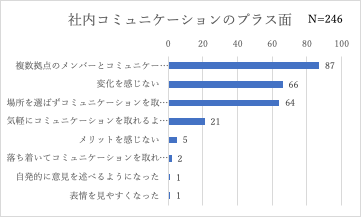 社内コミュニケーションのプラス面 N=246
0 20 40 60 80 100
複数拠点のメンバーとコミュニケー… 87
変化を感じない 66
場所を選ばずコミュニケーションを取… 64
気軽にコミュニケーションを取れるよ… 21
メリットを感じない 5
落ち着いてコミュニケーションを取れ… 2
自発的に意見を述べるようになった 1
表情を見やすくなった 1